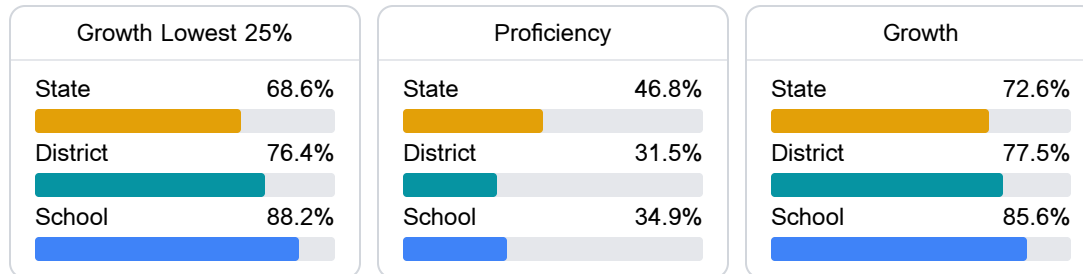 Growth Lowest 25%
State 68.6%
District 76.4%
School 88.2%
Proficiency
State 46.8%
District 31.5%
School 34.9%
Growth
State 72.6%
District 77.5%
School 85.6%